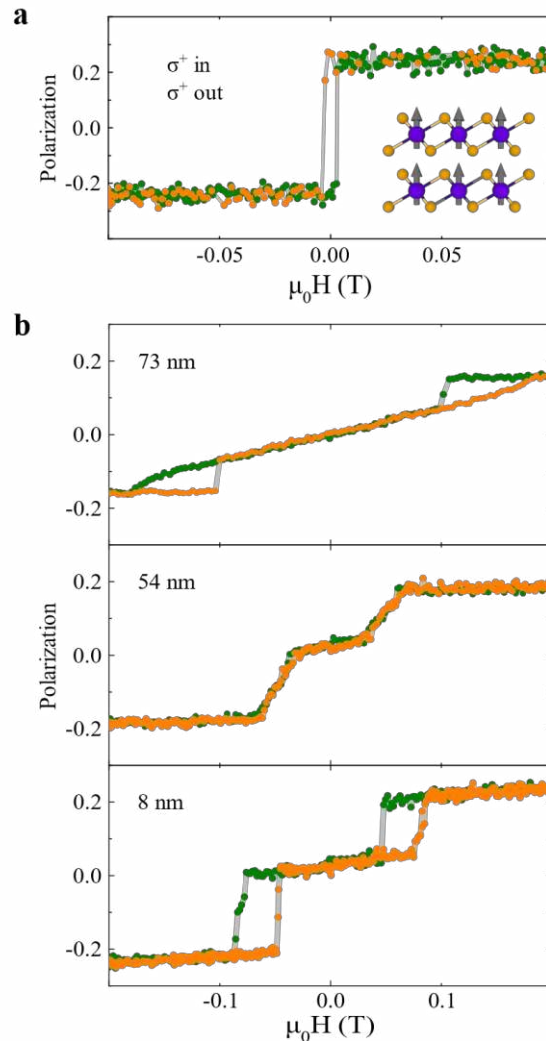 a
σ⁺ in
σ⁺ out
Polarization
0.2
0.0
-0.2
-0.05
0.00
0.05
μ₀H (T)
b
73 nm
0.2
0.0
-0.2
54 nm
0.2
0.0
-0.2
Polarization
8 nm
0.2
0.0
-0.2
-0.1
0.0
0.1
μ₀H (T)